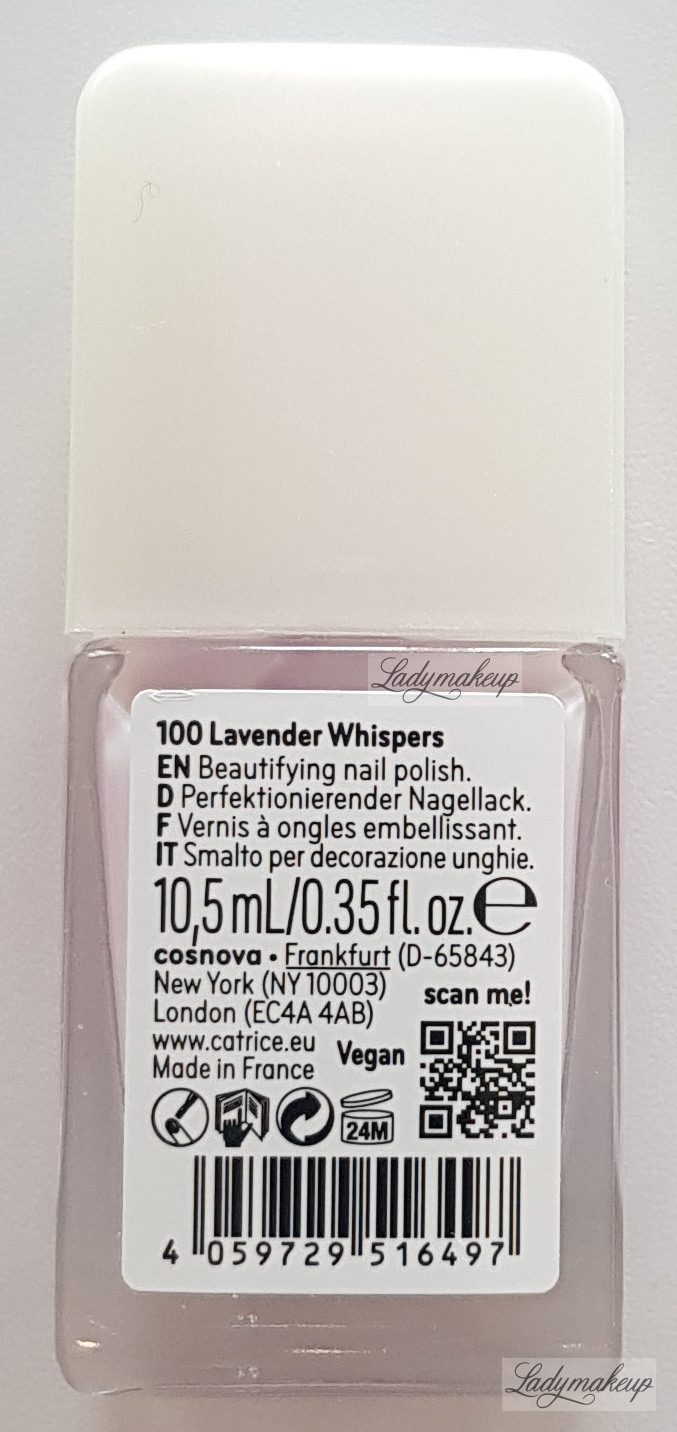 Ladymakeup
100 Lavender Whispers
EN Beautifying nail polish.
D Perfektionierender Nagellack.
F Vernis à ongles embellissant.
IT Smalto per decorazione unghie.
10,5 mL/0.35 fl. oz. ℮
cosnova • Frankfurt (D-65843)
New York (NY 10003)
London (EC4A 4AB)
scan me!
www.catrice.eu
Made in France
Vegan
24M
4 059729 516497
Ladymakeup